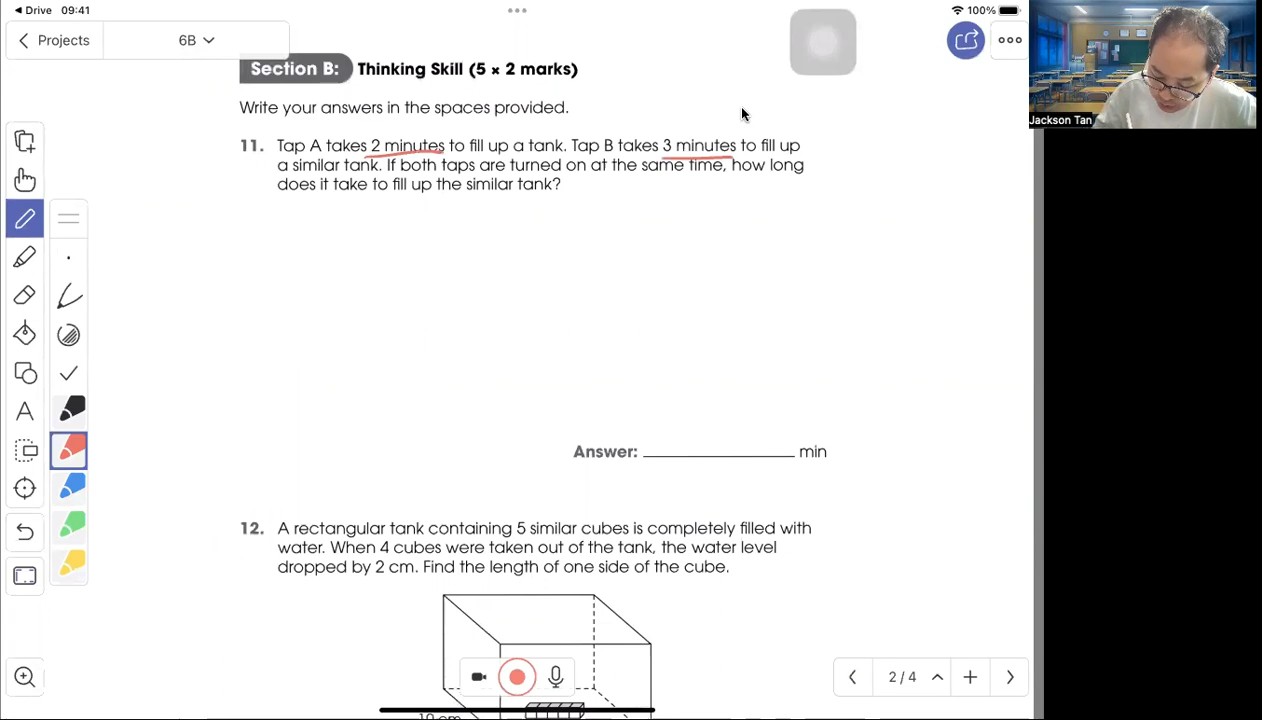 Drive 09:41
100%
Projects
6B
Jackson Tan
Section B: Thinking Skill (5 × 2 marks)
Write your answers in the spaces provided.
11. Tap A takes 2 minutes to fill up a tank. Tap B takes 3 minutes to fill up
a similar tank. If both taps are turned on at the same time, how long
does it take to fill up the similar tank?
A
Answer: ______________ min
12. A rectangular tank containing 5 similar cubes is completely filled with
water. When 4 cubes were taken out of the tank, the water level
dropped by 2 cm. Find the length of one side of the cube.
2 / 4
10 cm